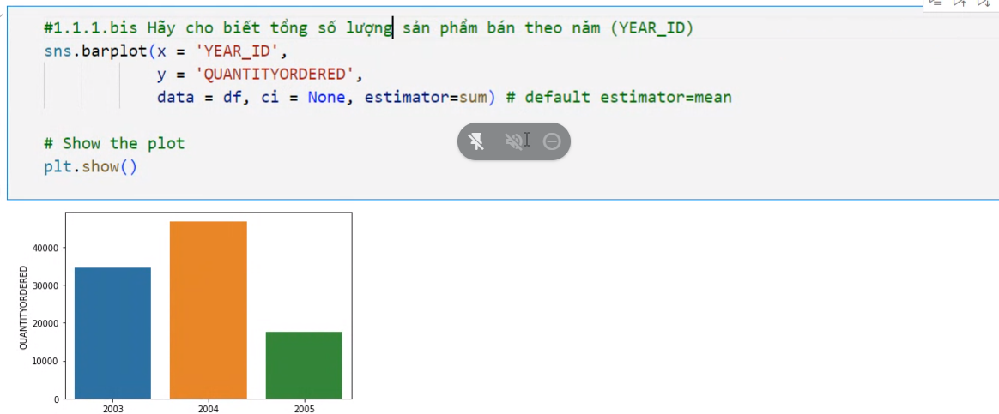 #1.1.1.bis Hãy cho biết tổng số lượng sản phẩm bán theo năm (YEAR_ID)
sns.barplot(x = 'YEAR_ID',
y = 'QUANTITYORDERED',
data = df, ci = None, estimator=sum) # default estimator=mean
# Show the plot
plt.show()
QUANTITYORDERED
40000
30000
20000
10000
0
2003 2004 2005